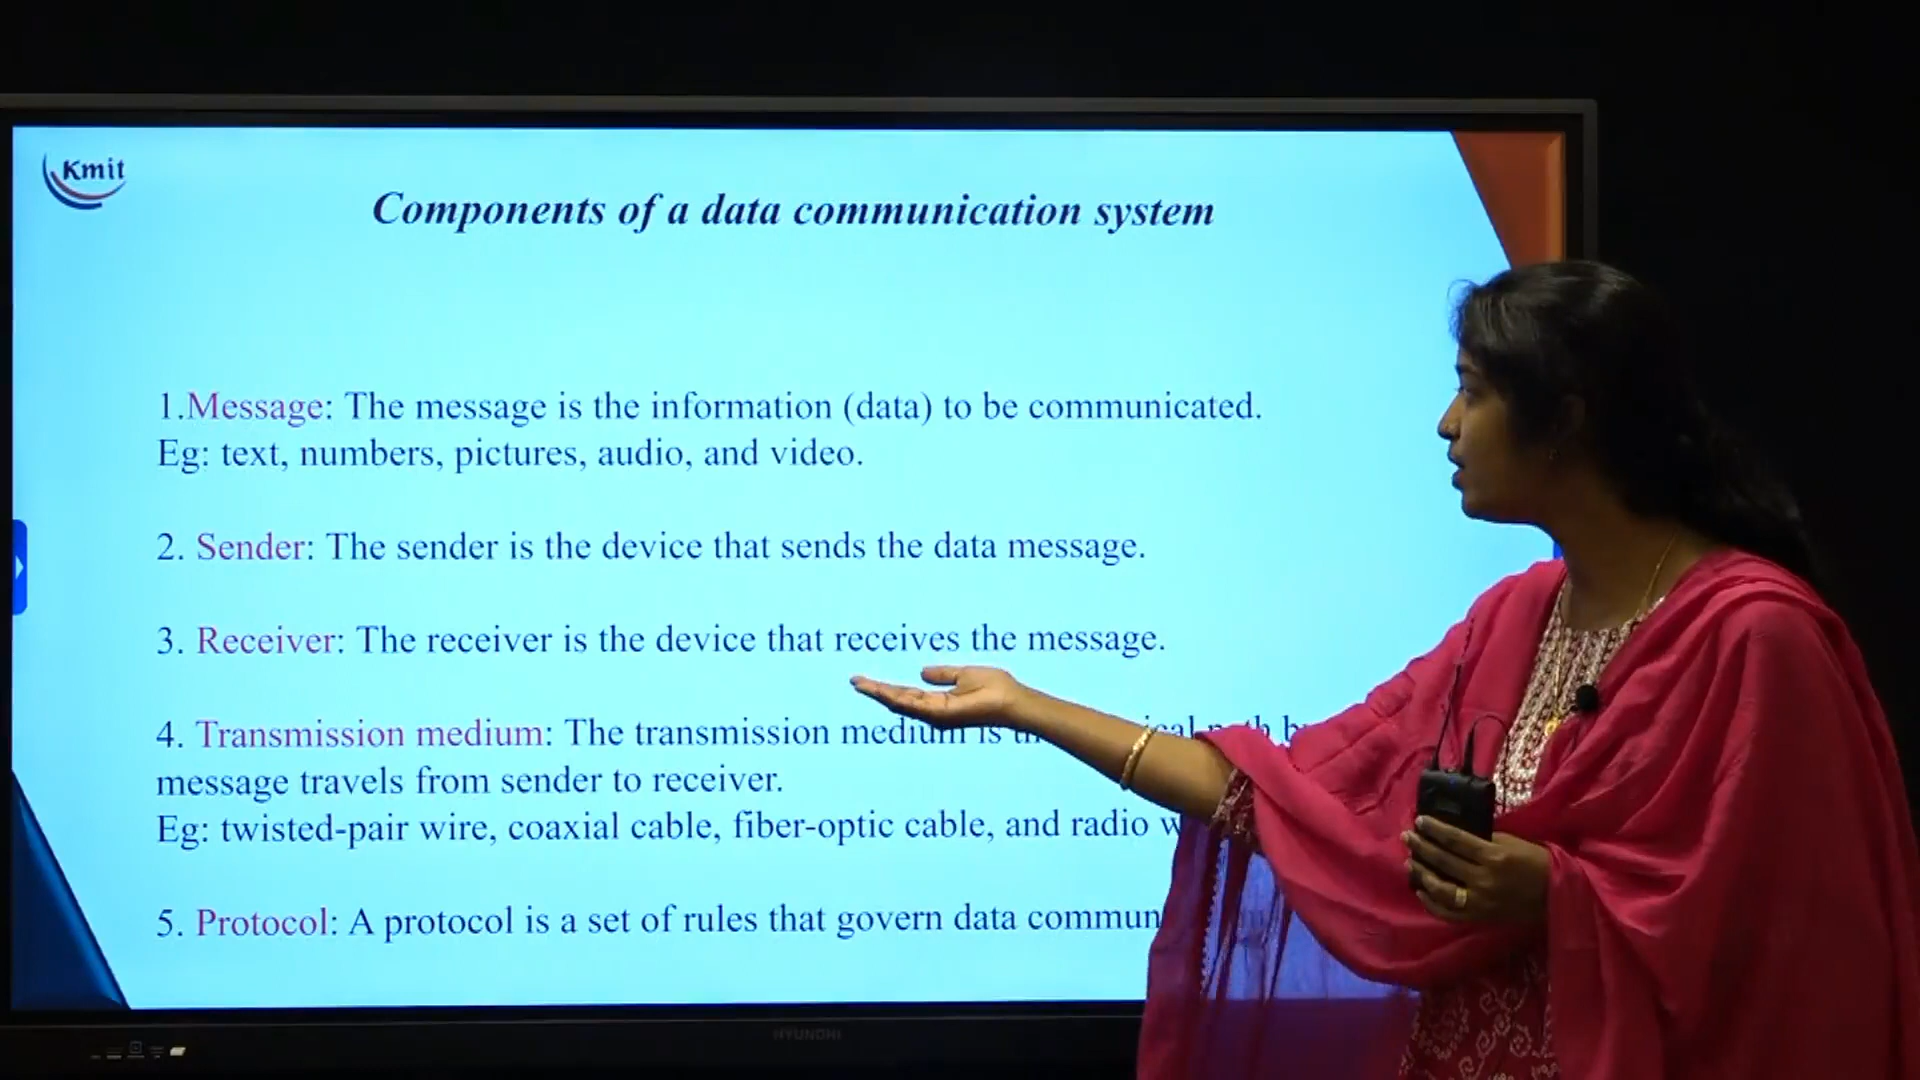 Kmit
Components of a data communication system
1.Message: The message is the information (data) to be communicated.
Eg: text, numbers, pictures, audio, and video.
2. Sender: The sender is the device that sends the data message.
3. Receiver: The receiver is the device that receives the message.
4. Transmission medium: The transmission medium is
message travels from sender to receiver.
Eg: twisted-pair wire, coaxial cable, fiber-optic cable, and radio
5. Protocol: A protocol is a set of rules that govern data
HYUNDAI